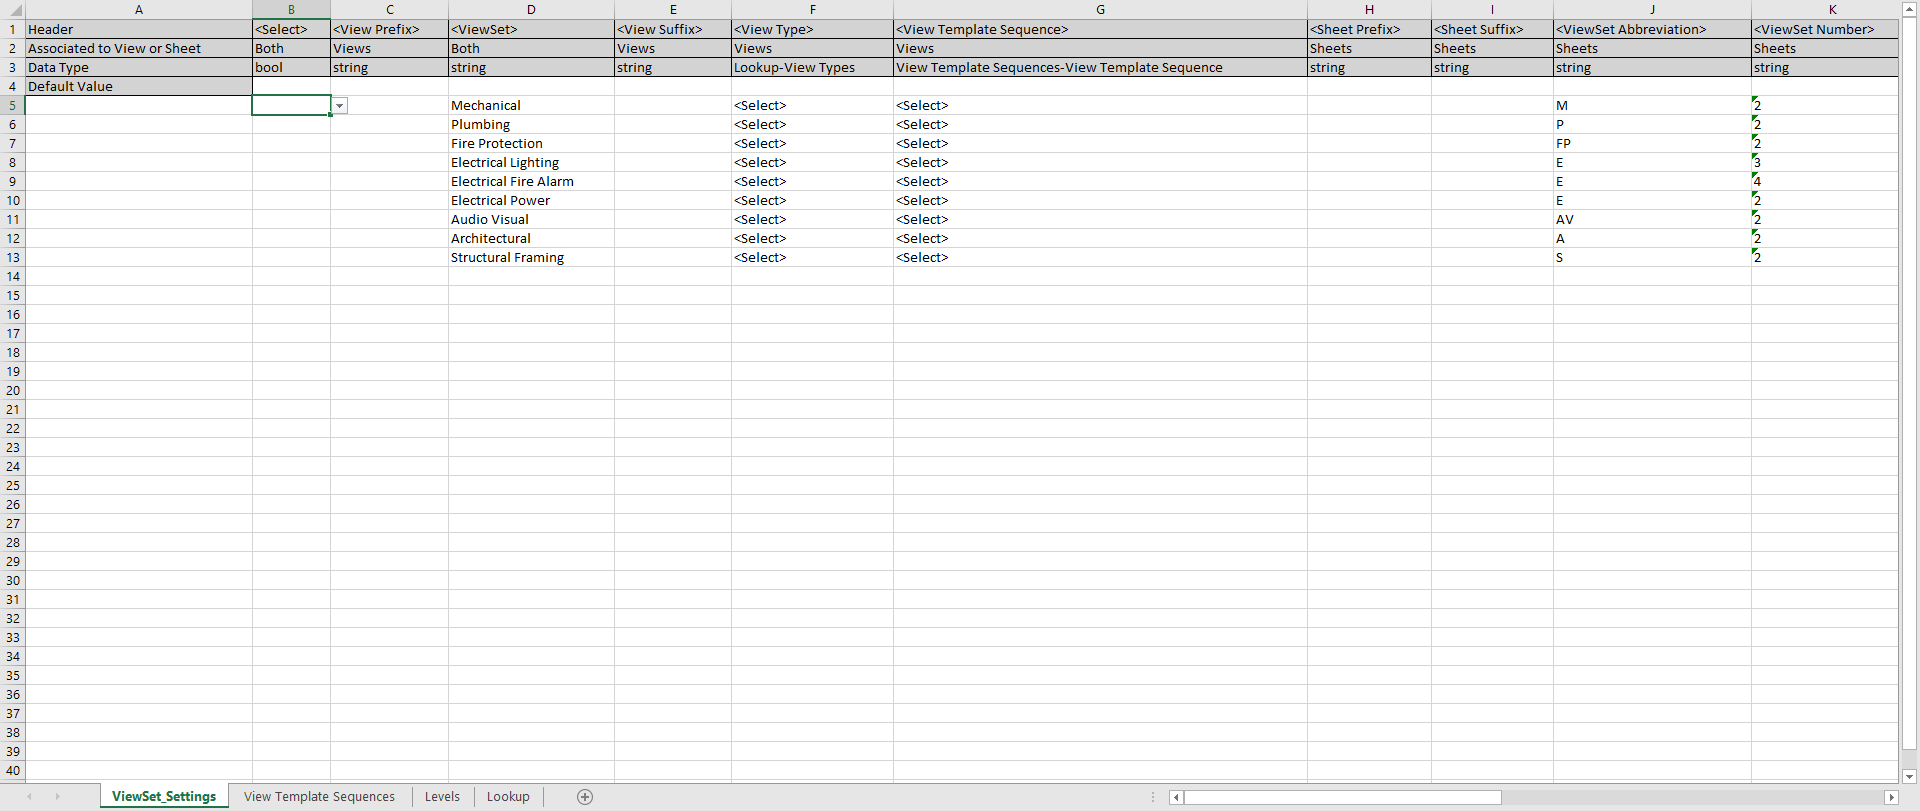 A B C D E F G H I J K
1 Header <Select> <View Prefix> <ViewSet> <View Suffix> <View Type> <View Template Sequence> <Sheet Prefix> <Sheet Suffix> <ViewSet Abbreviation> <ViewSet Number>
2 Associated to View or Sheet Both Views Both Views Views Views Sheets Sheets Sheets Sheets
3 Data Type bool string string string Lookup-View Types View Template Sequences-View Template Sequence string string string string
4 Default Value
5 Mechanical <Select> <Select> M 2
6 Plumbing <Select> <Select> P 2
7 Fire Protection <Select> <Select> FP 2
8 Electrical Lighting <Select> <Select> E 3
9 Electrical Fire Alarm <Select> <Select> E 4
10 Electrical Power <Select> <Select> E 2
11 Audio Visual <Select> <Select> AV 2
12 Architectural <Select> <Select> A 2
13 Structural Framing <Select> <Select> S 2
14
15
16
17
18
19
20
21
22
23
24
25
26
27
28
29
30
31
32
33
34
35
36
37
38
39
40
ViewSet_Settings View Template Sequences Levels Lookup